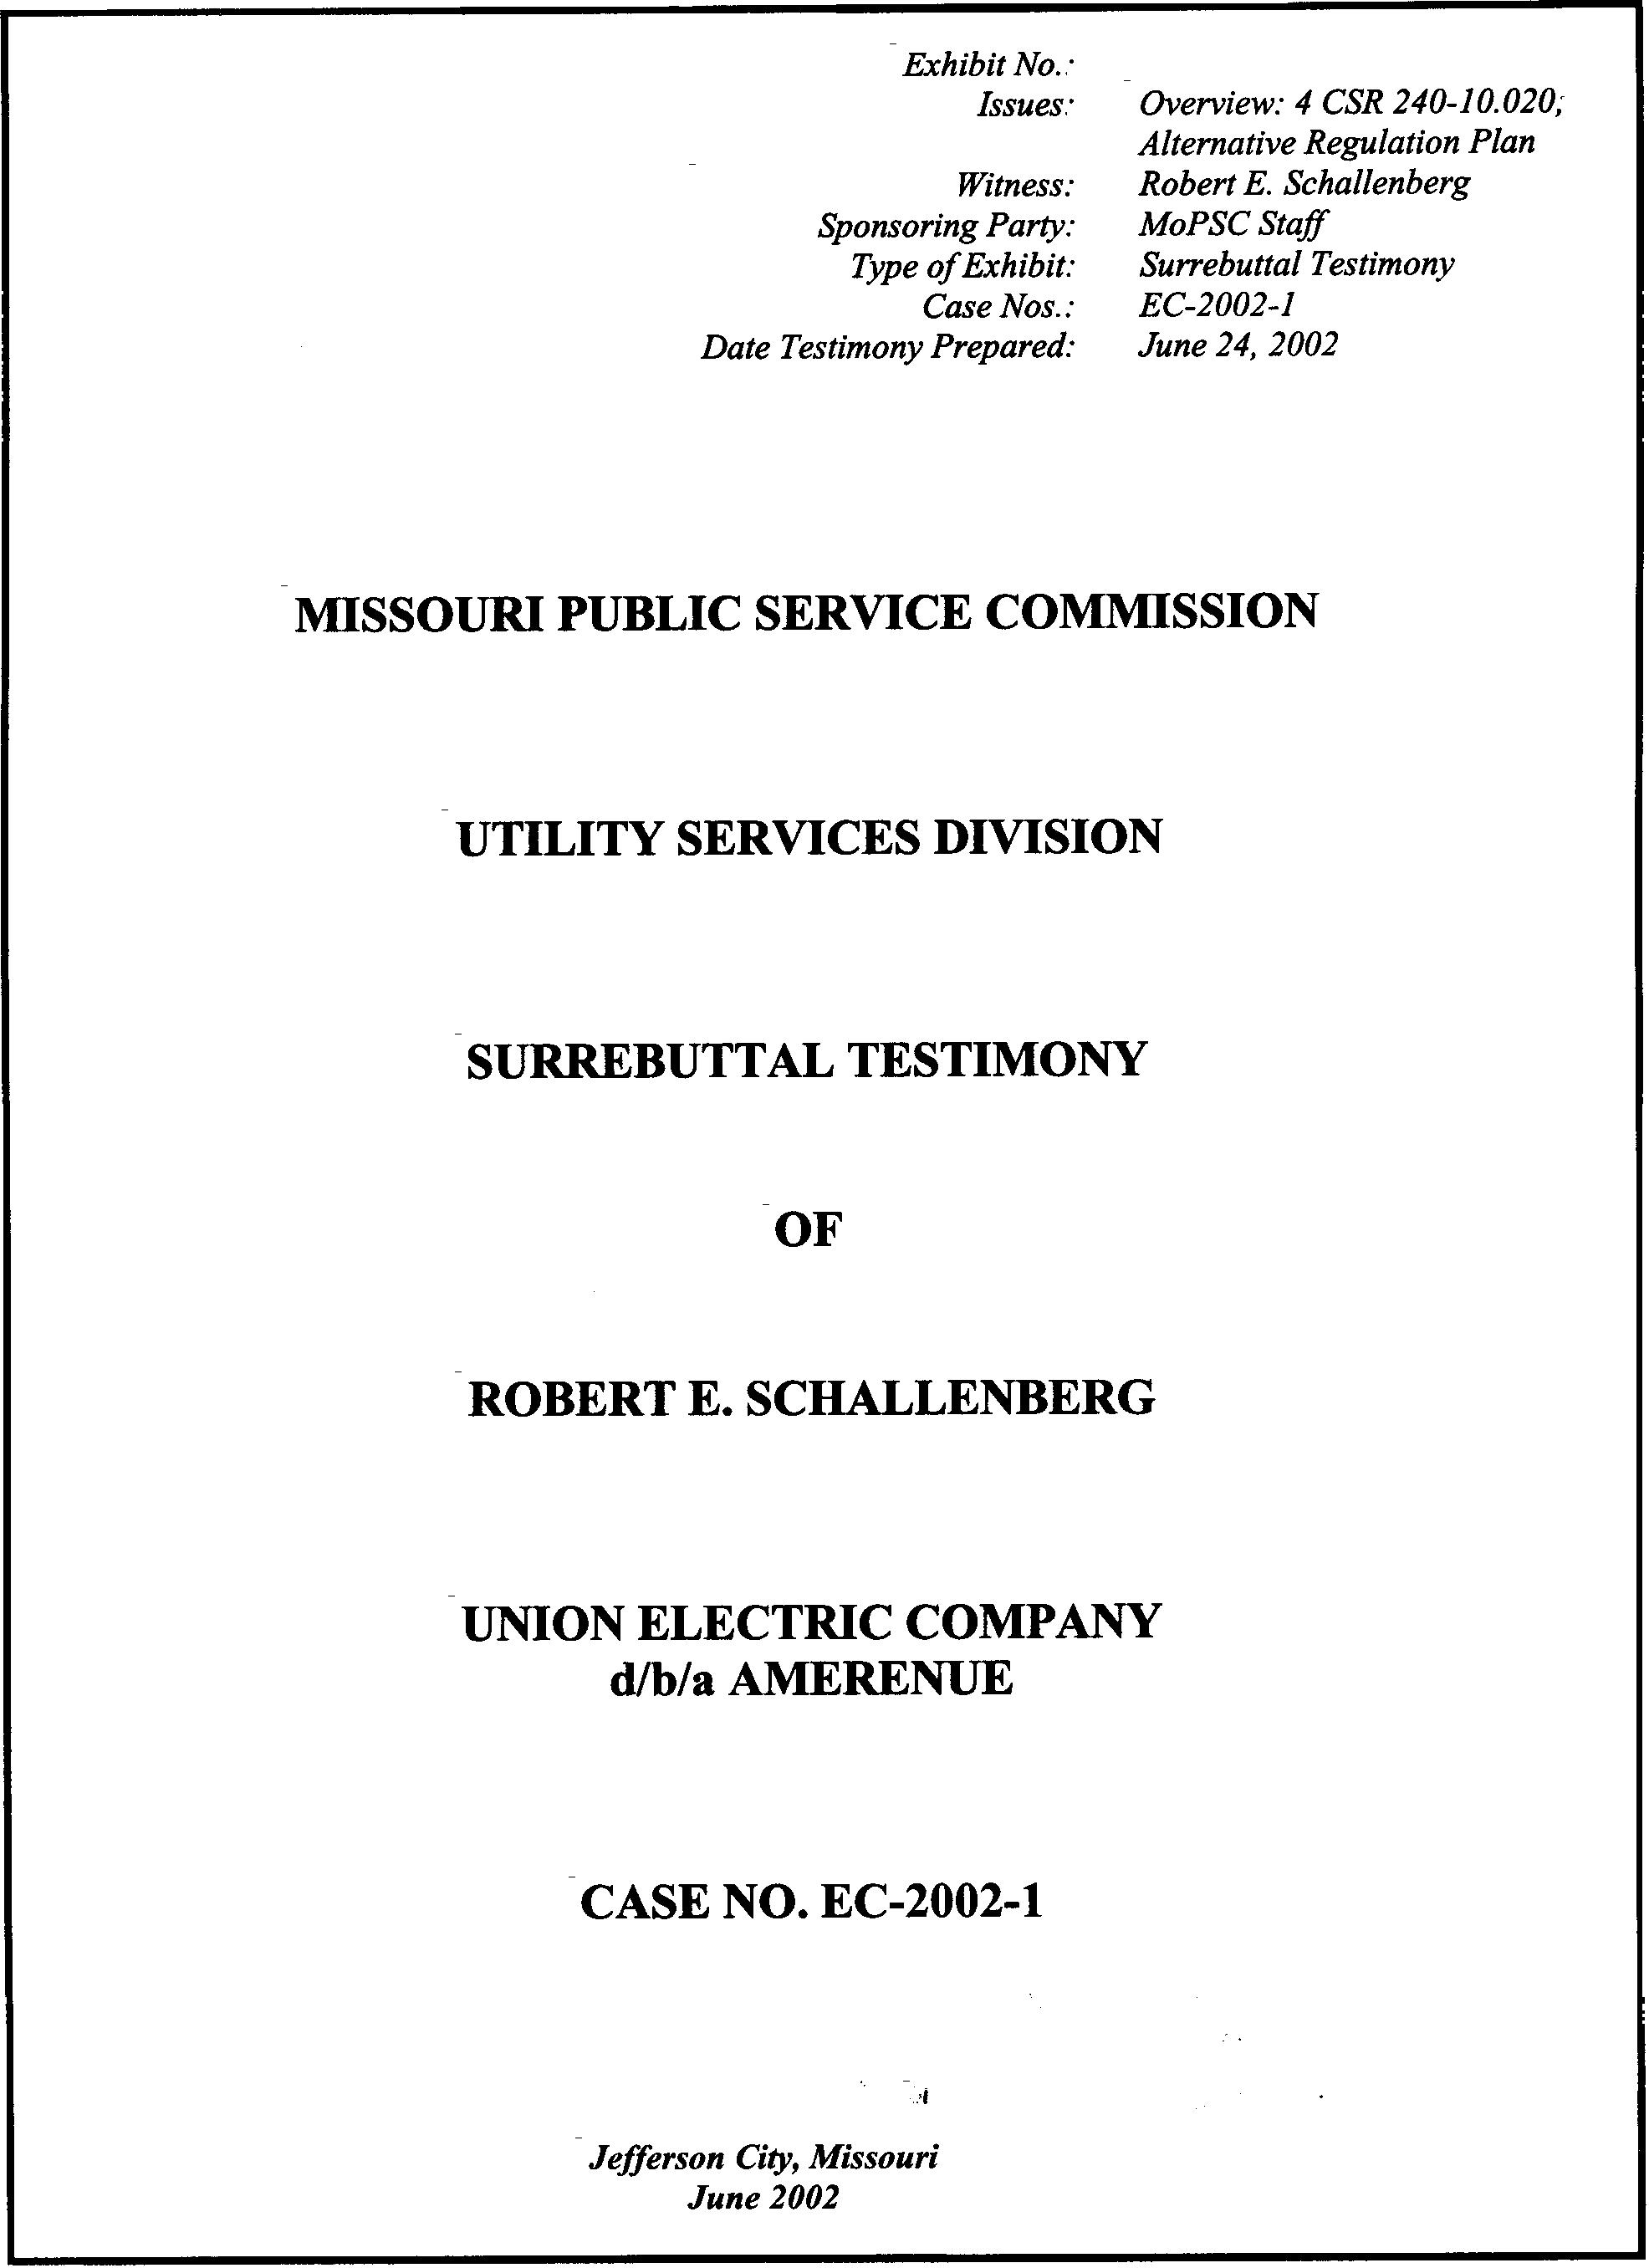 Exhibit No.:
Issues: Overview: 4 CSR 240-10.020;
Alternative Regulation Plan
Witness: Robert E. Schallenberg
Sponsoring Party: MoPSC Staff
Type of Exhibit: Surrebuttal Testimony
Case Nos.: EC-2002-1
Date Testimony Prepared: June 24, 2002
MISSOURI PUBLIC SERVICE COMMISSION
UTILITY SERVICES DIVISION
SURREBUTTAL TESTIMONY
OF
ROBERT E. SCHALLENBERG
UNION ELECTRIC COMPANY
d/b/a AMERENUE
CASE NO. EC-2002-1
Jefferson City, Missouri
June 2002